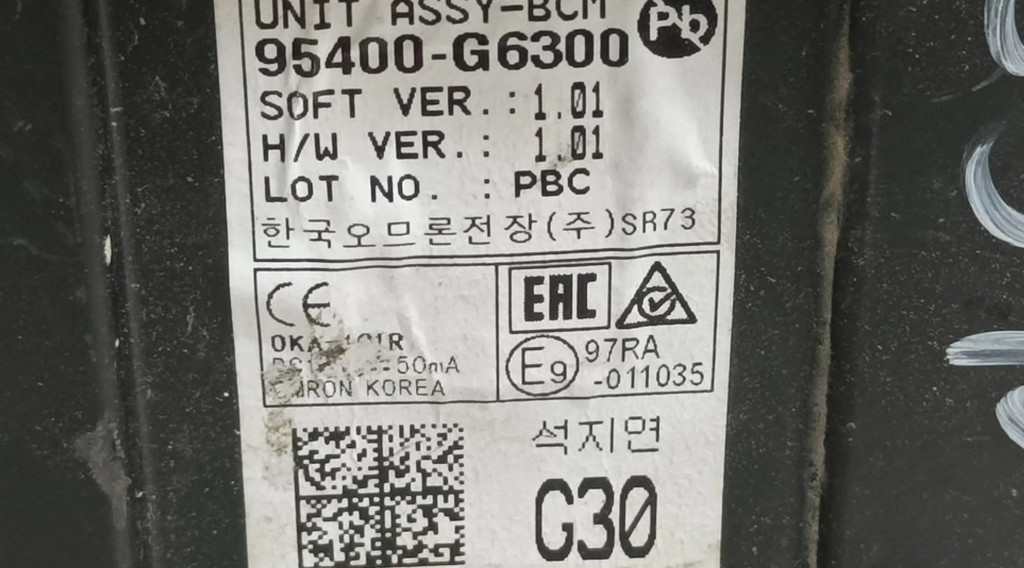 UNIT ASSY-BCM
Pb
95400-G6300
SOFT VER.: 1.01
H/W VER. : 1.01
LOT NO. : PBC
한국오므론전장(주)SR73
CE
EAC
50mA
KOREA
E9
97RA
-011035
석지연
G30